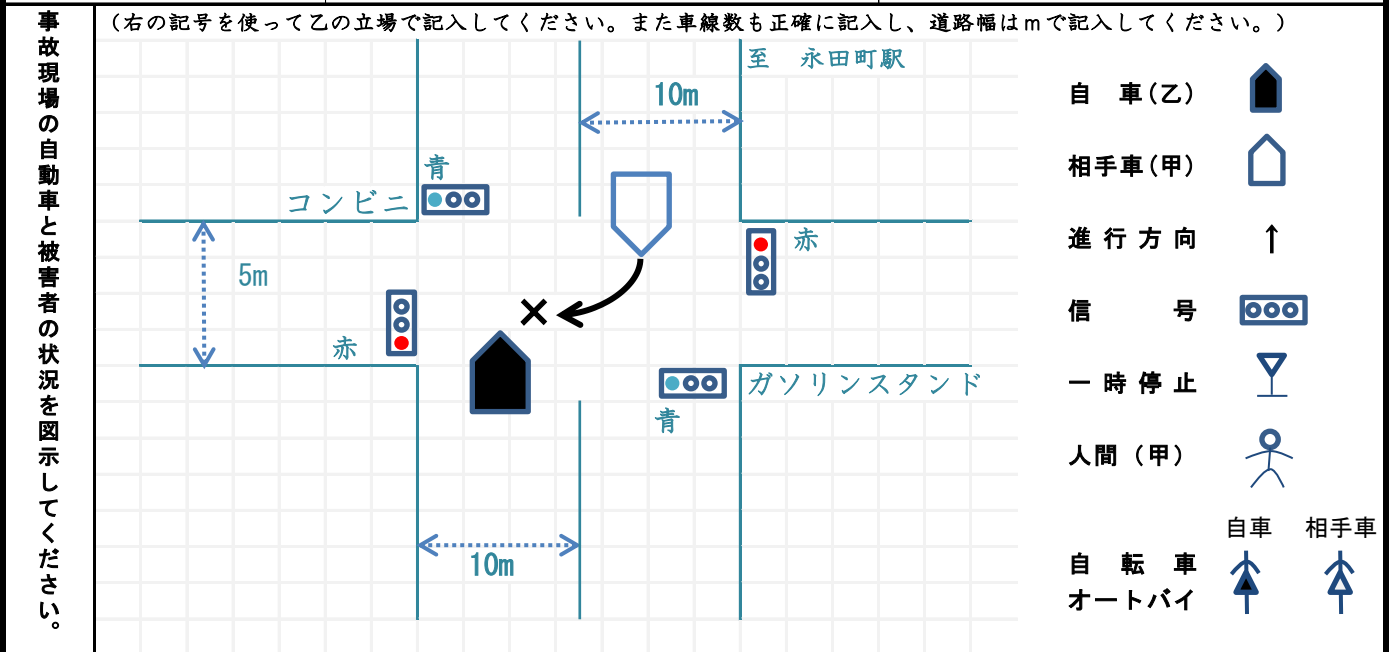 事故現場の自動車と被害者の状況を図示してください。
（右の記号を使って乙の立場で記入してください。また車線数も正確に記入し、道路幅はｍで記入してください。）
至　永田町駅
10m
青
コンビニ
赤
5m
赤
青
ガソリンスタンド
10m
自　車(乙)
相手車(甲)
進行方向
信　号
一時停止
人間（甲）
自車　相手車
自転車
オートバイ